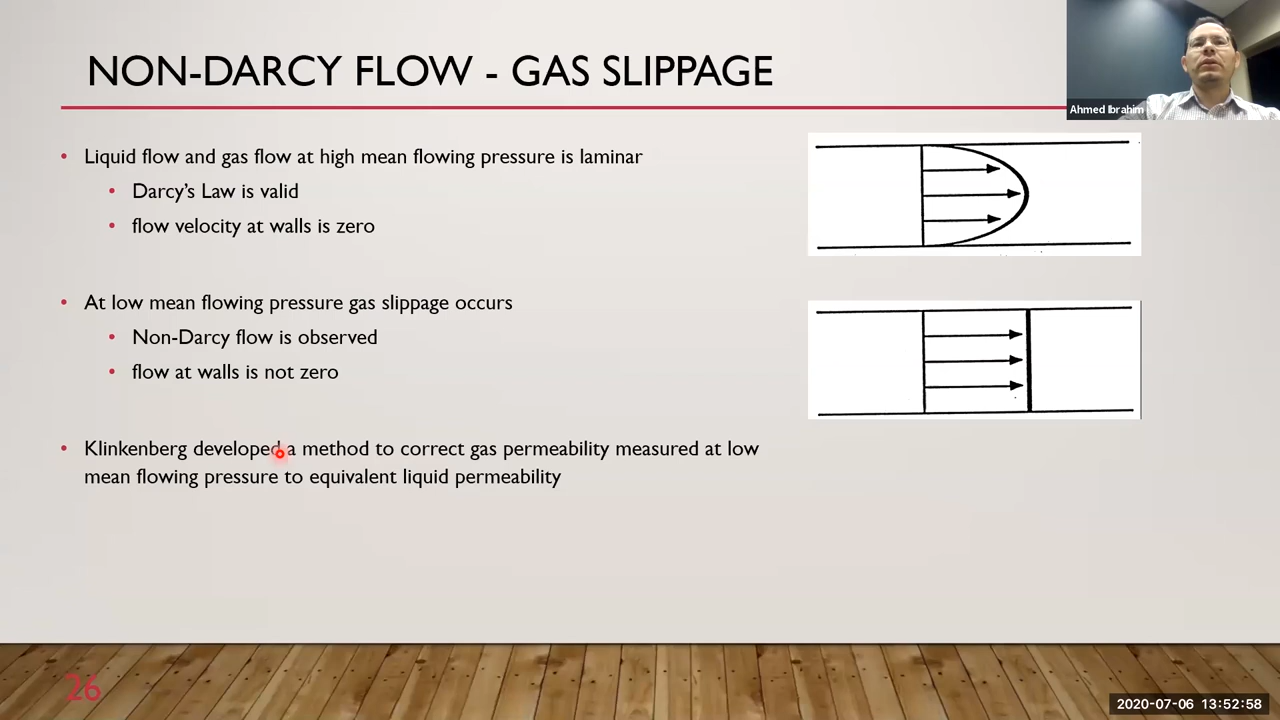 NON-DARCY FLOW - GAS SLIPPAGE
Ahmed Ibrahim
• Liquid flow and gas flow at high mean flowing pressure is laminar
• Darcy's Law is valid
• flow velocity at walls is zero
• At low mean flowing pressure gas slippage occurs
• Non-Darcy flow is observed
• flow at walls is not zero
• Klinkenberg developed a method to correct gas permeability measured at low
mean flowing pressure to equivalent liquid permeability
26
2020-07-06 13:52:58